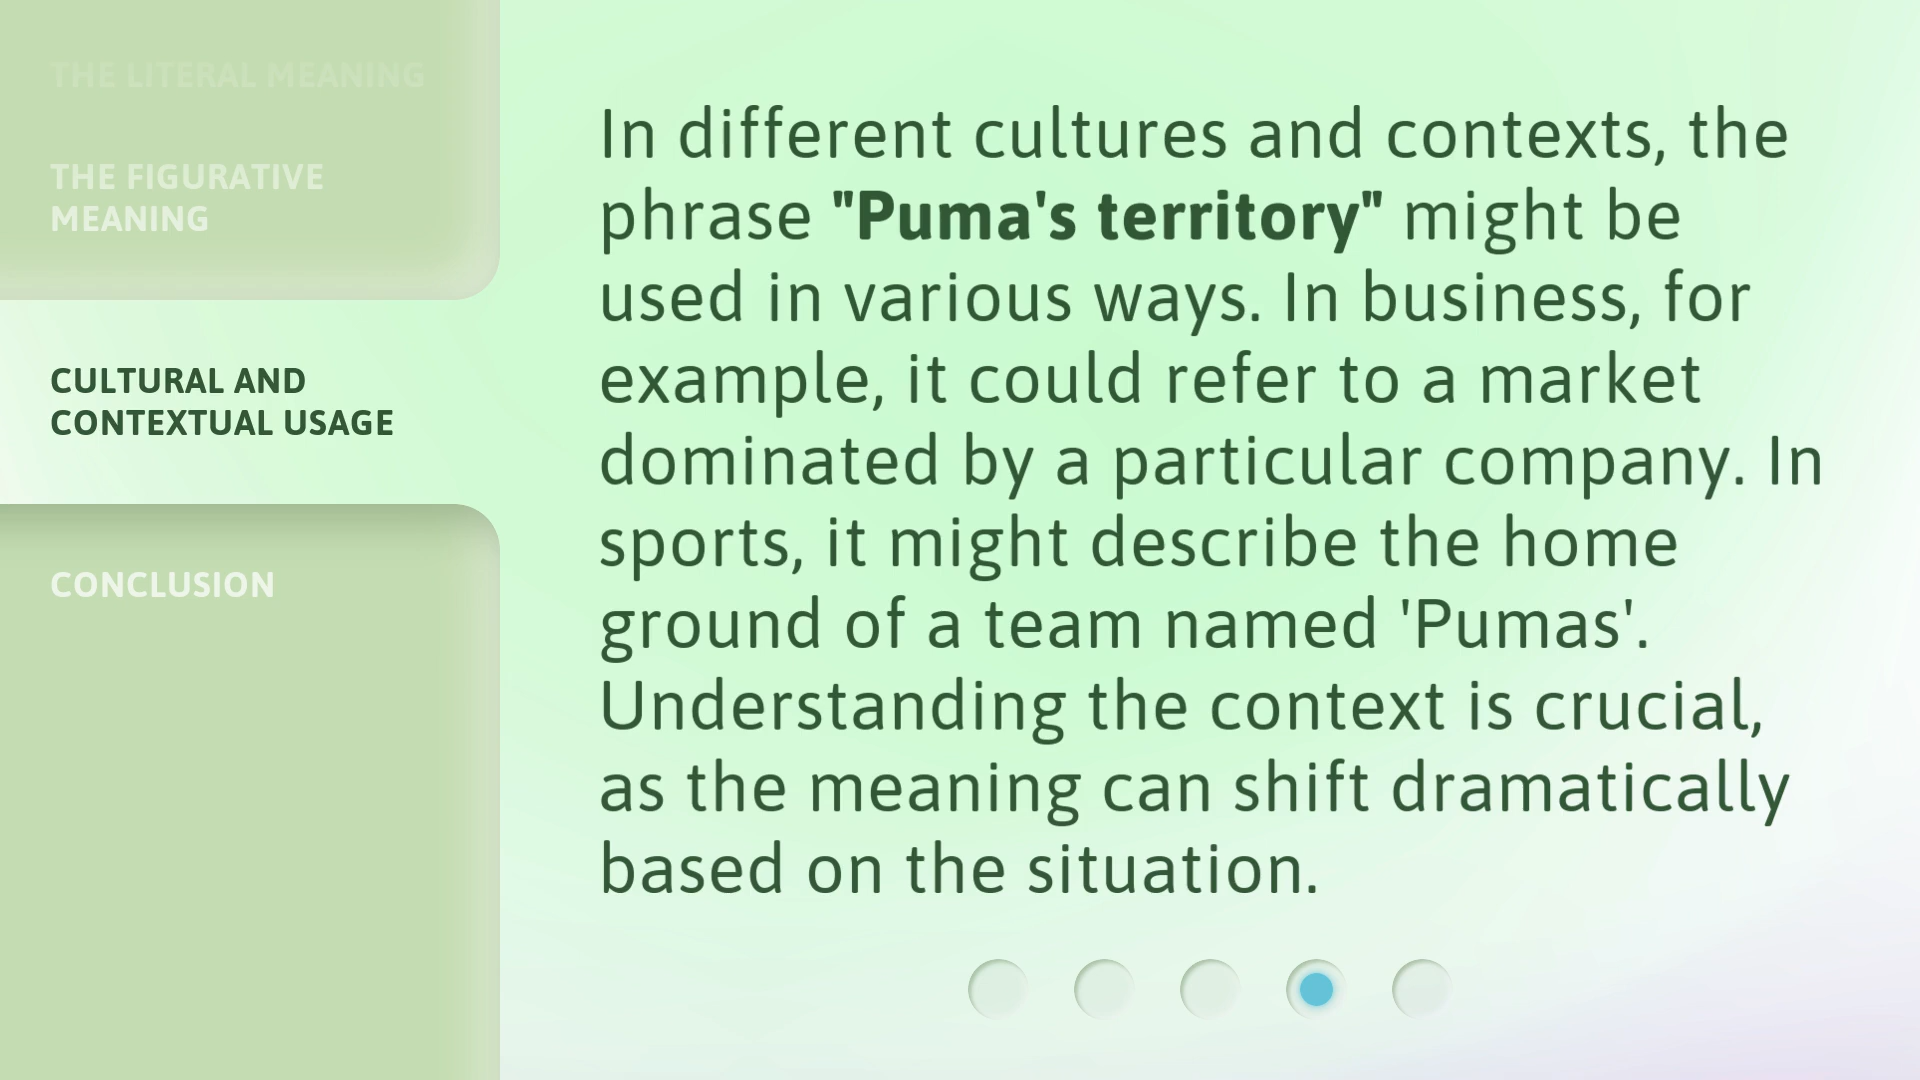 THE LITERAL MEANING
THE FIGURATIVE
MEANING
CULTURAL AND
CONTEXTUAL USAGE
CONCLUSION
In different cultures and contexts, the
phrase "Puma's territory" might be
used in various ways. In business, for
example, it could refer to a market
dominated by a particular company. In
sports, it might describe the home
ground of a team named 'Pumas'.
Understanding the context is crucial,
as the meaning can shift dramatically
based on the situation.